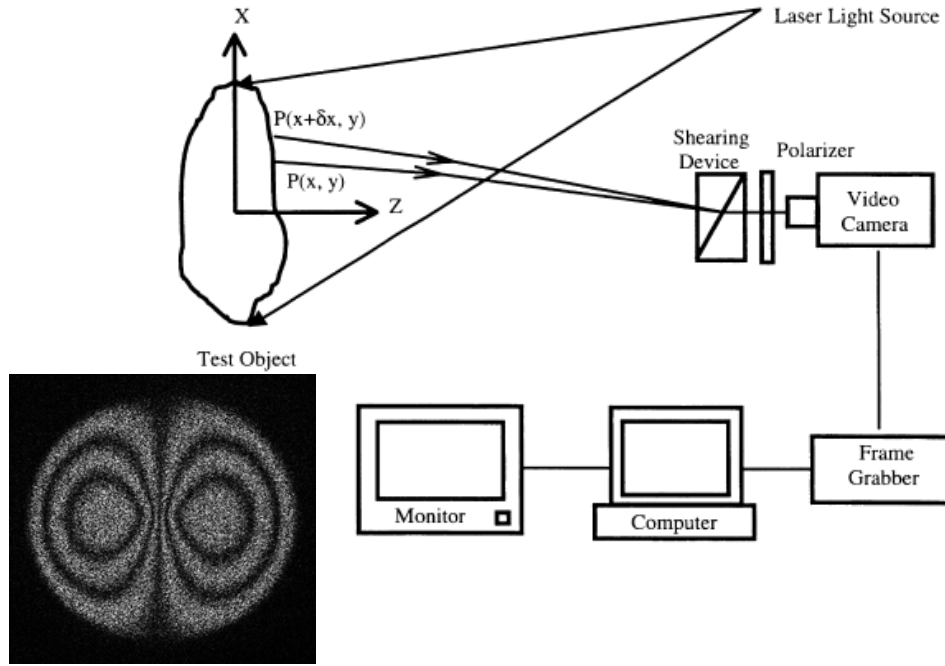 X
Laser Light Source
P(x+δx, y)
P(x, y)
Z
Shearing
Device
Polarizer
Video
Camera
Test Object
Monitor
Computer
Frame
Grabber